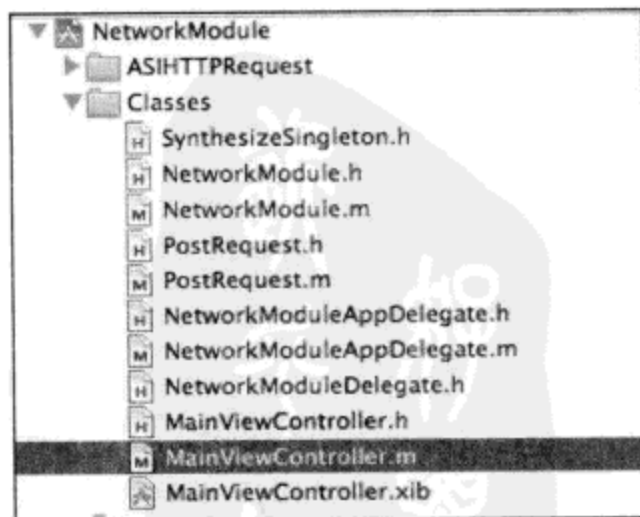 NetworkModule
ASIHTTPRequest
Classes
SynthesizeSingleton.h
NetworkModule.h
NetworkModule.m
PostRequest.h
PostRequest.m
NetworkModuleAppDelegate.h
NetworkModuleAppDelegate.m
NetworkModuleDelegate.h
MainViewController.h
MainViewController.m
MainViewController.xib